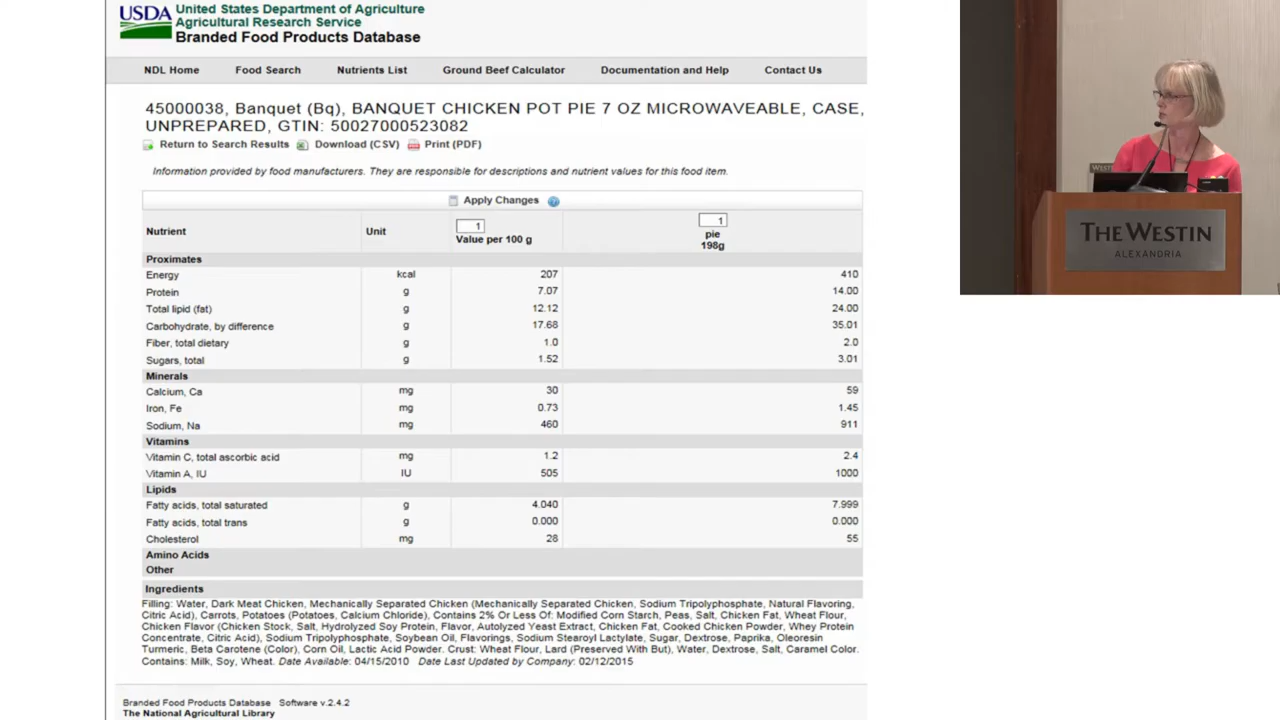 USDA
United States Department of Agriculture
Agricultural Research Service
Branded Food Products Database
NDL Home Food Search Nutrients List Ground Beef Calculator Documentation and Help Contact Us
45000038, Banquet (Bq), BANQUET CHICKEN POT PIE 7 OZ MICROWAVEABLE, CASE,
UNPREPARED, GTIN: 50027000523082
Return to Search Results Download (CSV) Print (PDF)
Information provided by food manufacturers. They are responsible for descriptions and nutrient values for this food item.
Apply Changes ?
Nutrient Unit 1 Value per 100 g 1 pie 198g
Proximates
Energy kcal 207 410
Protein g 7.07 14.00
Total lipid (fat) g 12.12 24.00
Carbohydrate, by difference g 17.68 35.01
Fiber, total dietary g 1.0 2.0
Sugars, total g 1.52 3.01
Minerals
Calcium, Ca mg 30 59
Iron, Fe mg 0.73 1.45
Sodium, Na mg 460 911
Vitamins
Vitamin C, total ascorbic acid mg 1.2 2.4
Vitamin A, IU IU 505 1000
Lipids
Fatty acids, total saturated g 4.040 7.999
Fatty acids, total trans g 0.000 0.000
Cholesterol mg 28 55
Amino Acids
Other
Ingredients
Filling: Water, Dark Meat Chicken, Mechanically Separated Chicken (Mechanically Separated Chicken, Sodium Tripolyphosphate, Natural Flavoring,
Citric Acid), Carrots, Potatoes (Potatoes, Calcium Chloride), Contains 2% Or Less Of: Modified Corn Starch, Peas, Salt, Chicken Fat, Wheat Flour,
Chicken Flavor (Chicken Stock, Salt, Hydrolyzed Soy Protein, Flavor, Autolyzed Yeast Extract, Chicken Fat, Cooked Chicken Powder, Whey Protein
Concentrate, Citric Acid), Sodium Tripolyphosphate, Soybean Oil, Flavorings, Sodium Stearoyl Lactylate, Sugar, Dextrose, Paprika, Oleoresin
Turmeric, Beta Carotene (Color), Corn Oil, Lactic Acid Powder. Crust: Wheat Flour, Lard (Preserved With But), Water, Dextrose, Salt, Caramel Color.
Contains: Milk, Soy, Wheat. Date Available: 04/15/2010 Date Last Updated by Company: 02/12/2015
Branded Food Products Database Software v.2.4.2
The National Agricultural Library
WESTIN
THE WESTIN
ALEXANDRIA